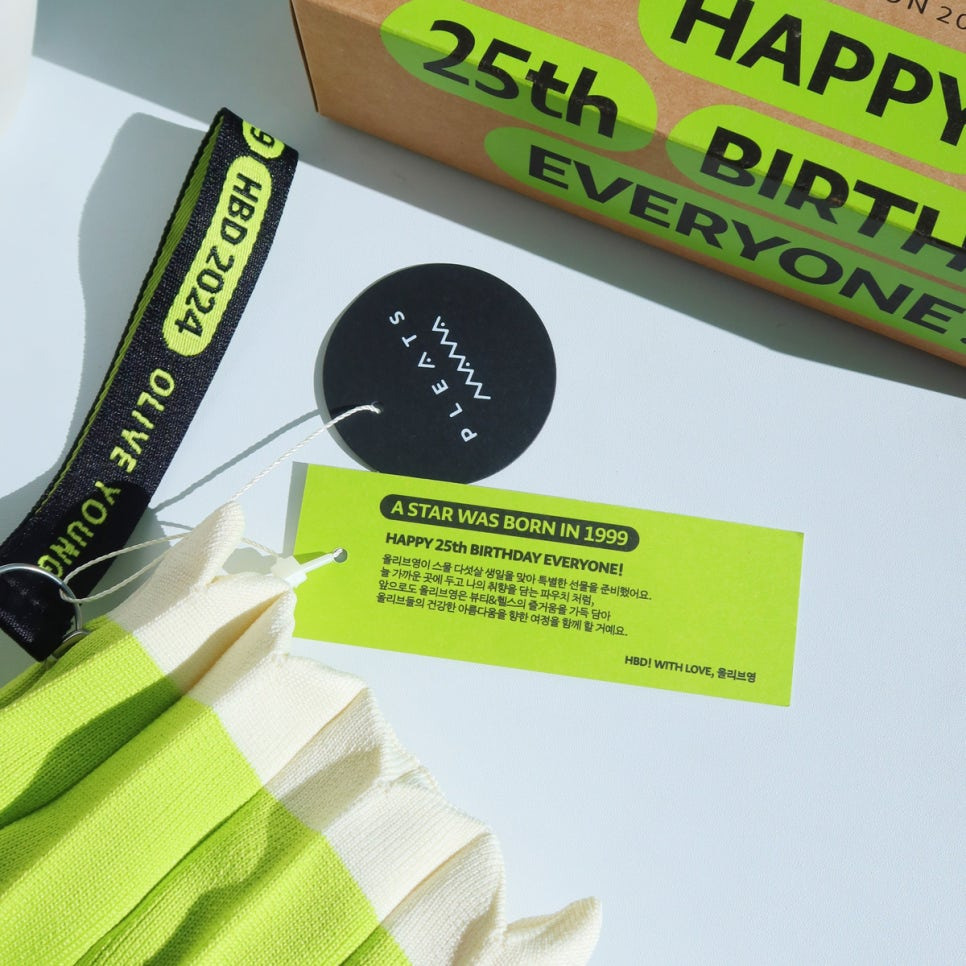 ON 20
HAPPY
25th
BIRTH
EVERYONE
9 HBD 2024 OLIVE YOUNG
PLEATS
MAMA
A STAR WAS BORN IN 1999
HAPPY 25th BIRTHDAY EVERYONE!
올리브영이 스물 다섯살 생일을 맞아 특별한 선물을 준비했어요.
늘 가까운 곳에 두고 나의 취향을 담는 파우치 처럼,
앞으로도 올리브영은 뷰티&헬스의 즐거움을 가득 담아
올리브들의 건강한 아름다움을 향한 여정을 함께 할 거예요.
HBD! WITH LOVE, 올리브영